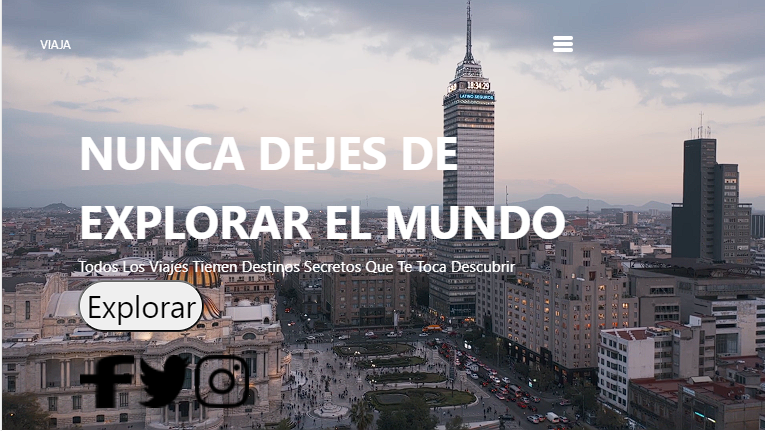 VIAJA
18:34:29
LATINO SEGUROS
NUNCA DEJES DE
EXPLORAR EL MUNDO
Todos Los Viajes Tienen Destinos Secretos Que Te Toca Descubrir
Explorar